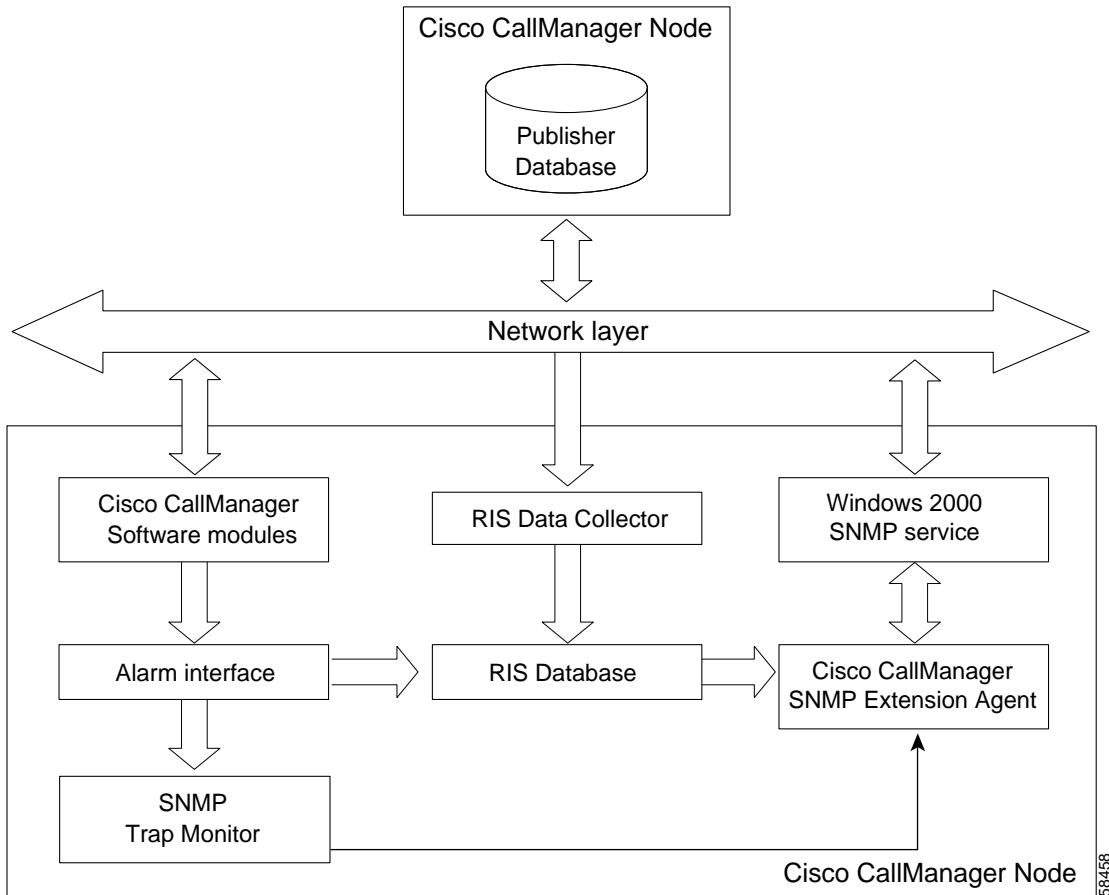 Cisco CallManager Node
Publisher
Database
Network layer
Cisco CallManager
Software modules
RIS Data Collector
Windows 2000
SNMP service
Alarm interface
RIS Database
Cisco CallManager
SNMP Extension Agent
SNMP
Trap Monitor
Cisco CallManager Node
58458